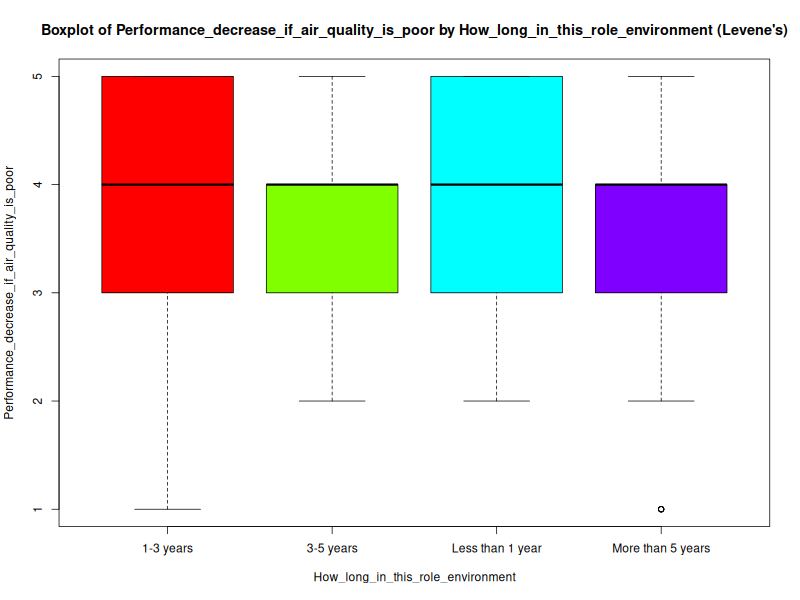 Boxplot of Performance_decrease_if_air_quality_is_poor by How_long_in_this_role_environment (Levene's)
Performance_decrease_if_air_quality_is_poor
5
4
3
2
1
1-3 years
3-5 years
Less than 1 year
More than 5 years
How_long_in_this_role_environment